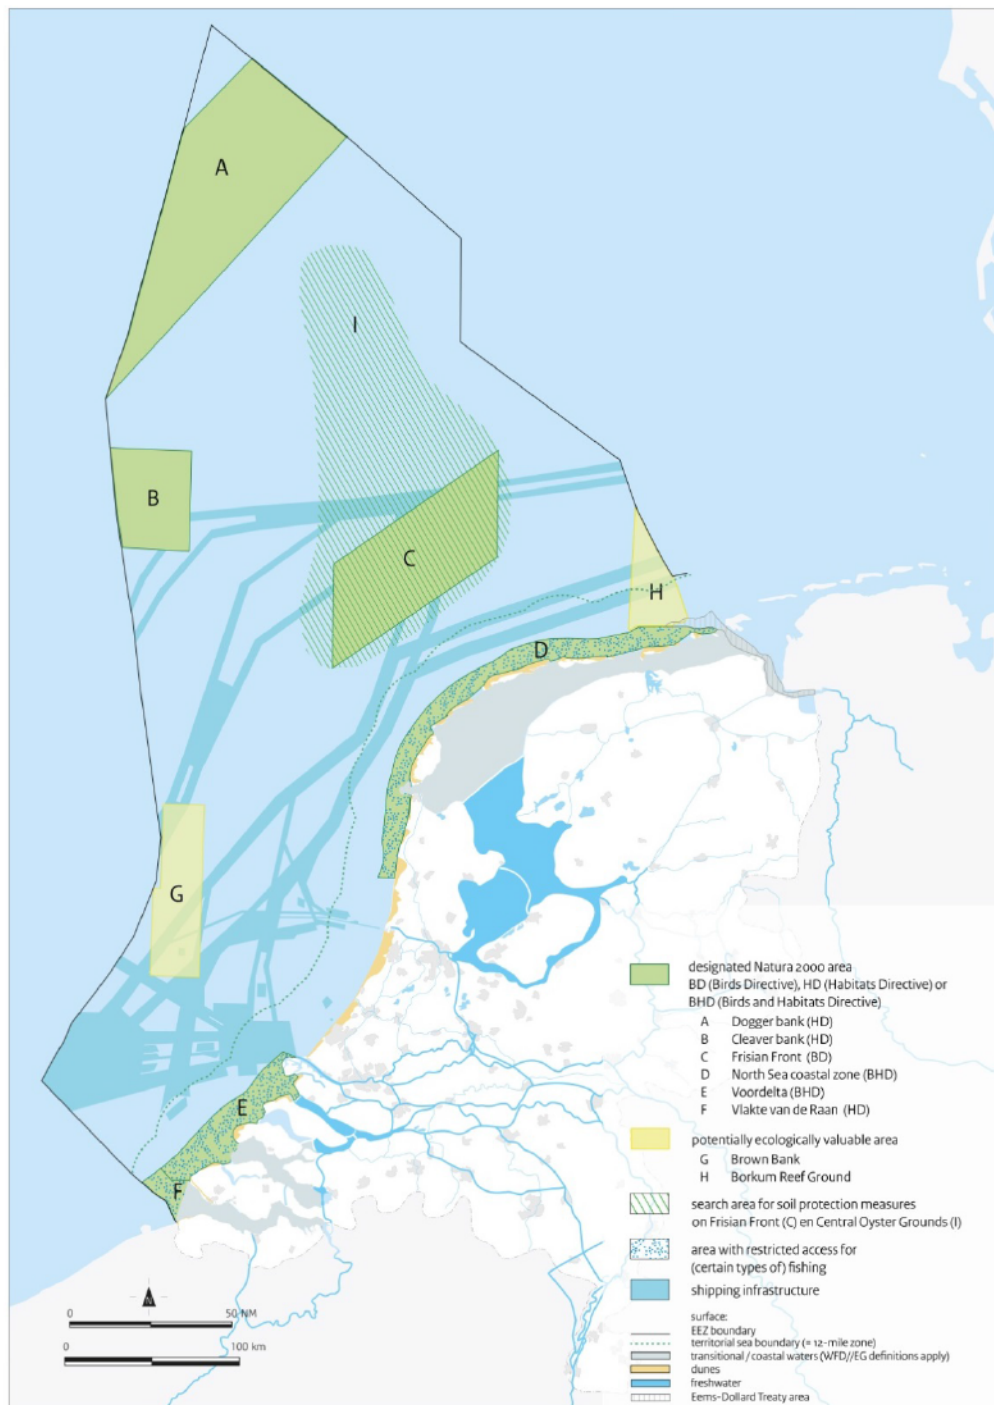 A
I
B
C
H
D
G
E
F
designated Natura 2000 area
BD (Birds Directive), HD (Habitats Directive) or
BHD (Birds and Habitats Directive)
A Dogger bank (HD)
B Cleaver bank (HD)
C Frisian Front (BD)
D North Sea coastal zone (BHD)
E Voordelta (BHD)
F Vlakte van de Raan (HD)
potentially ecologically valuable area
G Brown Bank
H Borkum Reef Ground
search area for soil protection measures
on Frisian Front (C) en Central Oyster Grounds (I)
area with restricted access for
(certain types of) fishing
shipping infrastructure
surface:
EEZ boundary
territorial sea boundary (= 12-mile zone)
transitional / coastal waters (WFD//EG definitions apply)
dunes
freshwater
Eems-Dollard Treaty area
N
0 50 NM
0 100 km